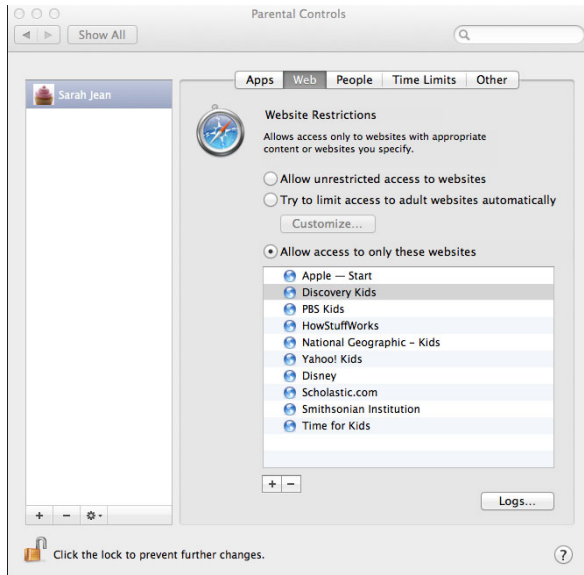 Parental Controls
Show All
Sarah Jean
Apps Web People Time Limits Other
Website Restrictions
Allows access only to websites with appropriate
content or websites you specify.
Allow unrestricted access to websites
Try to limit access to adult websites automatically
Customize...
Allow access to only these websites
Apple — Start
Discovery Kids
PBS Kids
HowStuffWorks
National Geographic – Kids
Yahoo! Kids
Disney
Scholastic.com
Smithsonian Institution
Time for Kids
+ −
Logs...
+ −
Click the lock to prevent further changes.
?